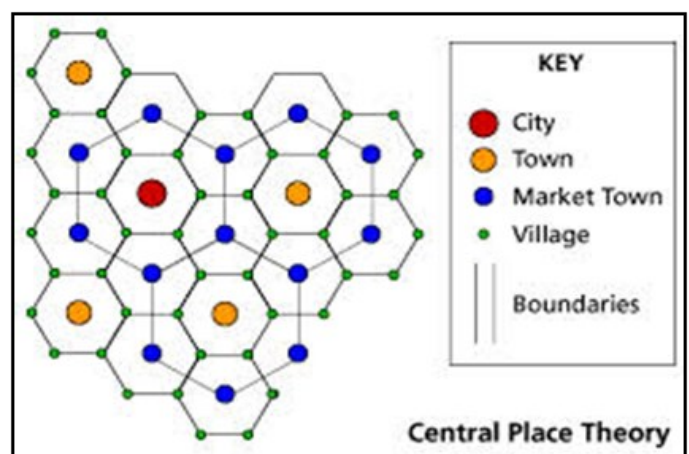 KEY
City
Town
Market Town
Village
Boundaries
Central Place Theory